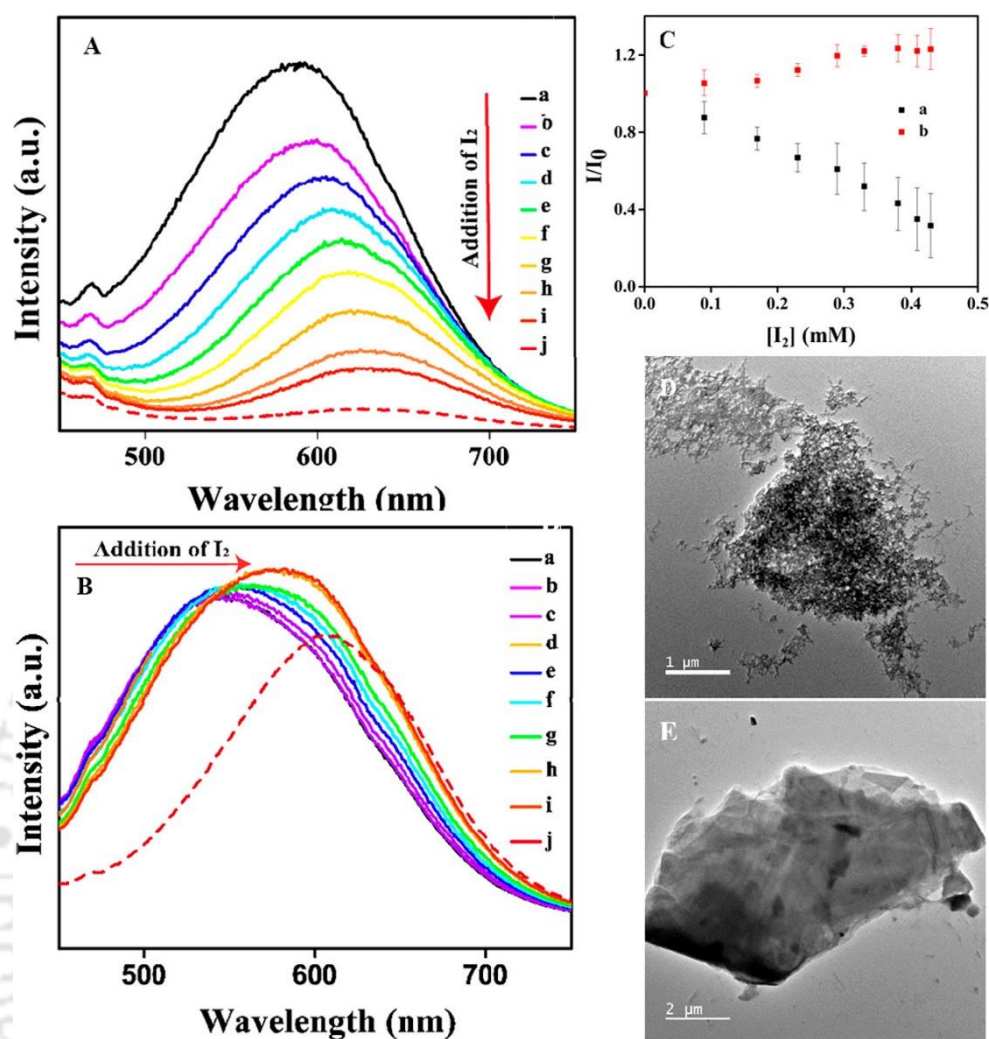 A
Intensity (a.u.)
Addition of I₂
a
b
c
d
e
f
g
h
i
j
500 600 700
Wavelength (nm)
B
Addition of I₂
Intensity (a.u.)
a
b
c
d
e
f
g
h
i
j
500 600 700
Wavelength (nm)
C
I/I₀
1.2
0.8
0.4
0.0
a
b
0.0 0.1 0.2 0.3 0.4 0.5
[I₂] (mM)
D
1 µm
E
2 µm